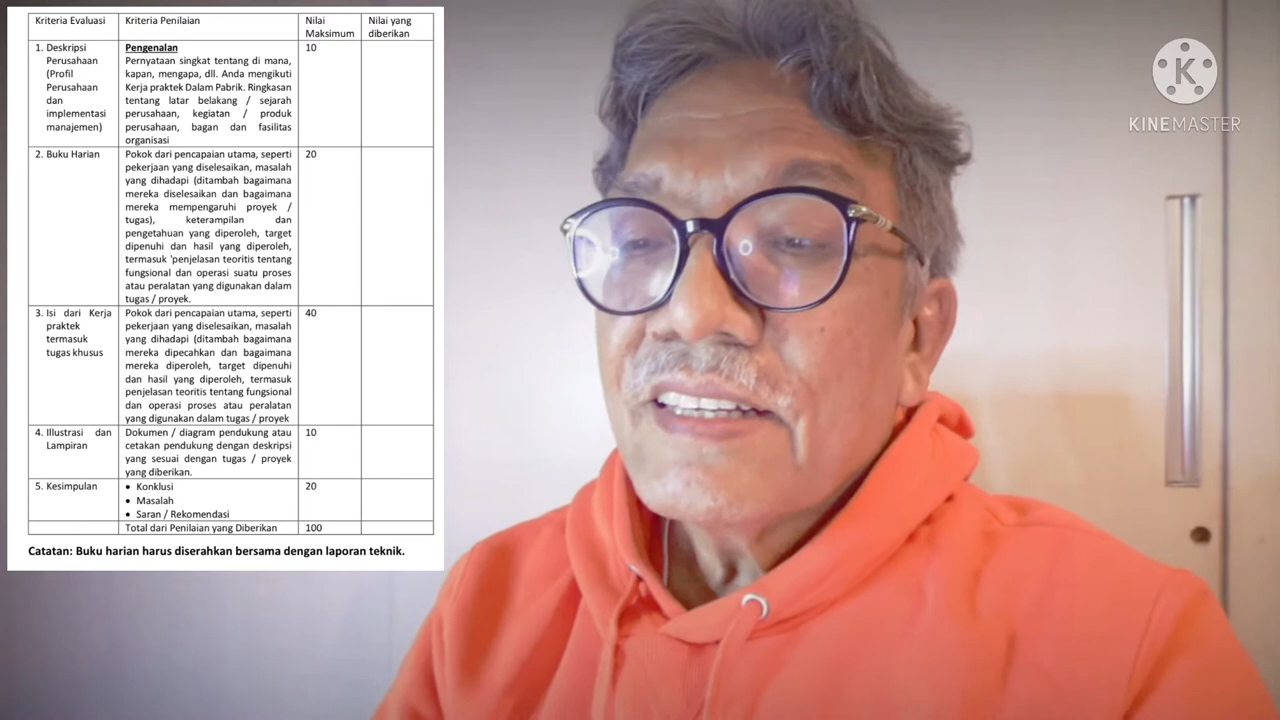 Kriteria Evaluasi
Kriteria Penilaian
Nilai
Maksimum
Nilai yang
diberikan
1. Deskripsi
Perusahaan
(Profil
Perusahaan
dan
implementasi
manajemen)
Pengenalan
Pernyataan singkat tentang di mana,
kapan, mengapa, dll. Anda mengikuti
Kerja praktek Dalam Pabrik. Ringkasan
tentang latar belakang / sejarah
perusahaan, kegiatan / produk
perusahaan, bagan dan fasilitas
organisasi
10
2. Buku Harian
Pokok dari pencapaian utama, seperti
pekerjaan yang diselesaikan, masalah
yang dihadapi (ditambah bagaimana
mereka diselesaikan dan bagaimana
mereka mempengaruhi proyek /
tugas), keterampilan dan
pengetahuan yang diperoleh, target
dipenuhi dan hasil yang diperoleh,
termasuk 'penjelasan teoritis tentang
fungsional dan operasi suatu proses
atau peralatan yang digunakan dalam
tugas / proyek.
20
3. Isi dari Kerja
praktek
termasuk
tugas khusus
Pokok dari pencapaian utama, seperti
pekerjaan yang diselesaikan, masalah
yang dihadapi (ditambah bagaimana
mereka dipecahkan dan bagaimana
mereka diperoleh, target dipenuhi
dan hasil yang diperoleh, termasuk
penjelasan teoritis tentang fungsional
dan operasi proses atau peralatan
yang digunakan dalam tugas / proyek
40
4. Illustrasi dan
Lampiran
Dokumen / diagram pendukung atau
cetakan pendukung dengan deskripsi
yang sesuai dengan tugas / proyek
yang diberikan.
10
5. Kesimpulan
• Konklusi
• Masalah
• Saran / Rekomendasi
20
Total dari Penilaian yang Diberikan
100
Catatan: Buku harian harus diserahkan bersama dengan laporan teknik.
K
KINEMASTER